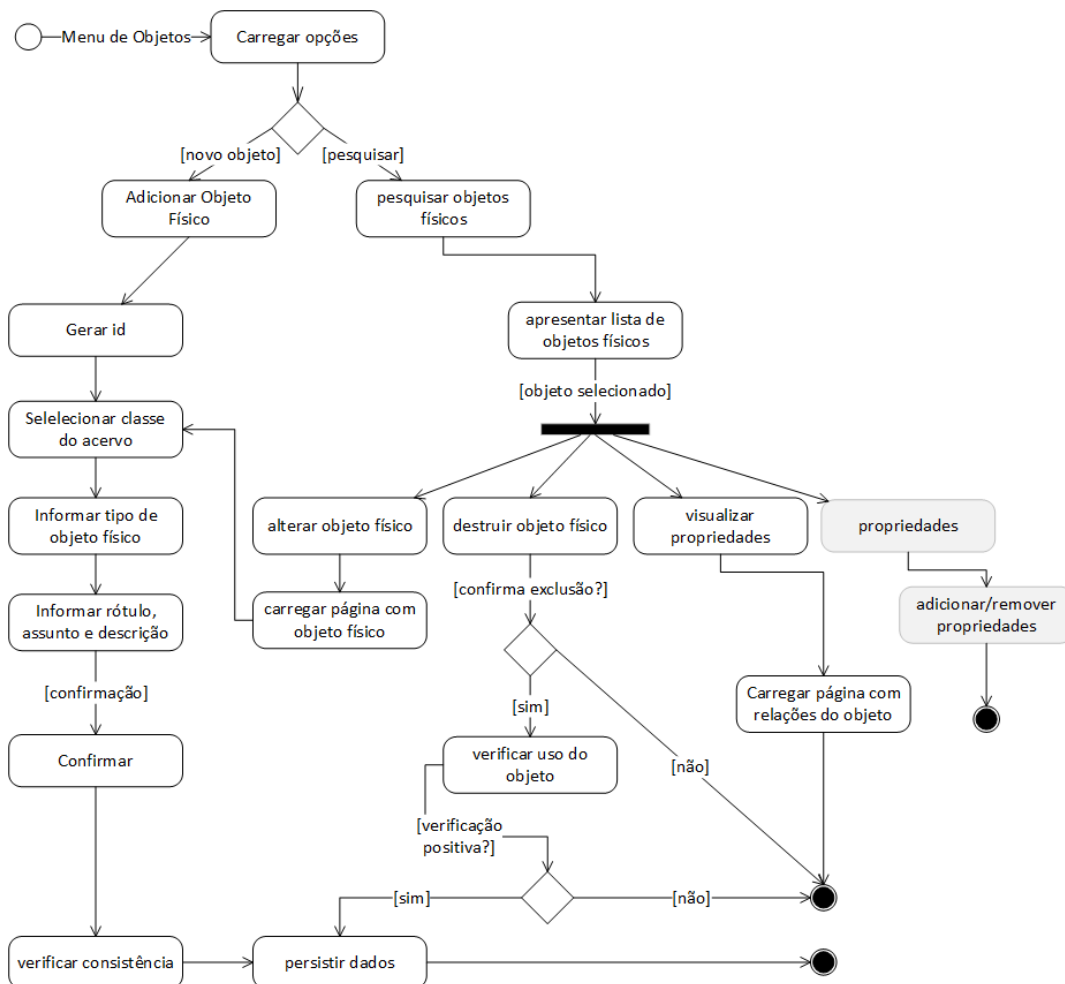 Menu de Objetos
Carregar opções
[novo objeto]
[pesquisar]
Adicionar Objeto
Físico
pesquisar objetos
físicos
Gerar id
apresentar lista de
objetos físicos
[objeto selecionado]
Selelecionar classe
do acervo
Informar tipo de
objeto físico
alterar objeto físico
destruir objeto físico
visualizar
propriedades
propriedades
[confirma exclusão?]
Informar rótulo,
assunto e descrição
carregar página com
objeto físico
adicionar/remover
propriedades
[confirmação]
[sim]
Carregar página com
relações do objeto
Confirmar
verificar uso do
objeto
[não]
[verificação
positiva?]
[sim]
[não]
verificar consistência
persistir dados